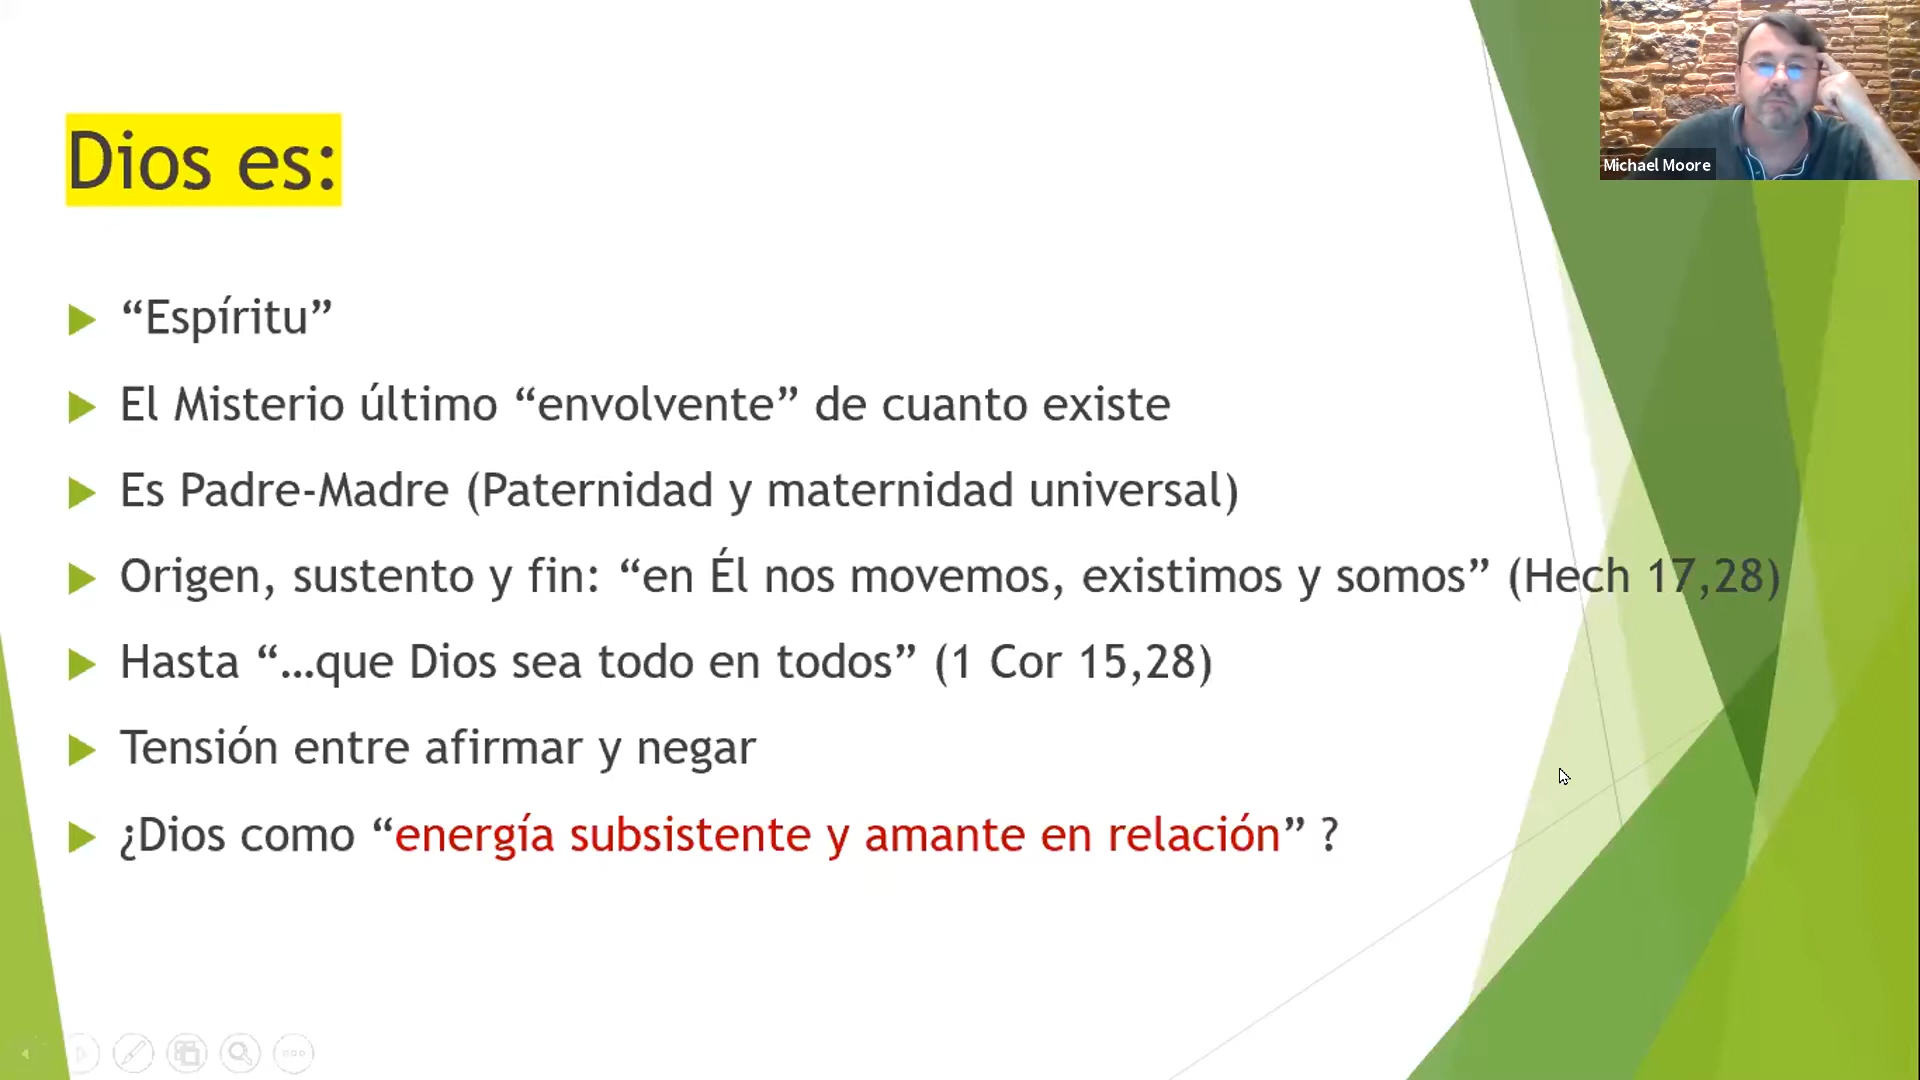 Dios es:
“Espíritu”
El Misterio último “envolvente” de cuanto existe
Es Padre-Madre (Paternidad y maternidad universal)
Origen, sustento y fin: “en Él nos movemos, existimos y somos” (Hech 17,28)
Hasta “…que Dios sea todo en todos” (1 Cor 15,28)
Tensión entre afirmar y negar
¿Dios como “energía subsistente y amante en relación” ?
Michael Moore